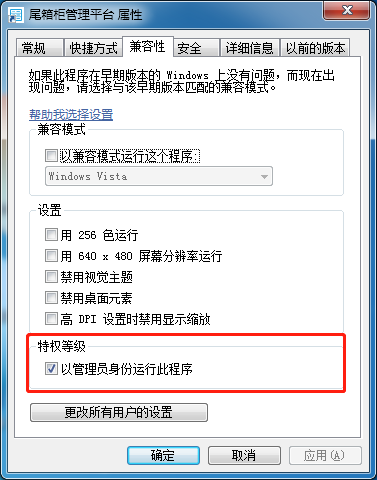 尾箱柜管理平台 属性
常规 快捷方式 兼容性 安全 详细信息 以前的版本
如果此程序在早期版本的 Windows 上没有问题，而现在出
现问题，请选择与该早期版本匹配的兼容模式。
帮助我选择设置
兼容模式
以兼容模式运行这个程序:
Windows Vista
设置
用 256 色运行
用 640 x 480 屏幕分辨率运行
禁用视觉主题
禁用桌面元素
高 DPI 设置时禁用显示缩放
特权等级
以管理员身份运行此程序
更改所有用户的设置
确定 取消 应用(A)